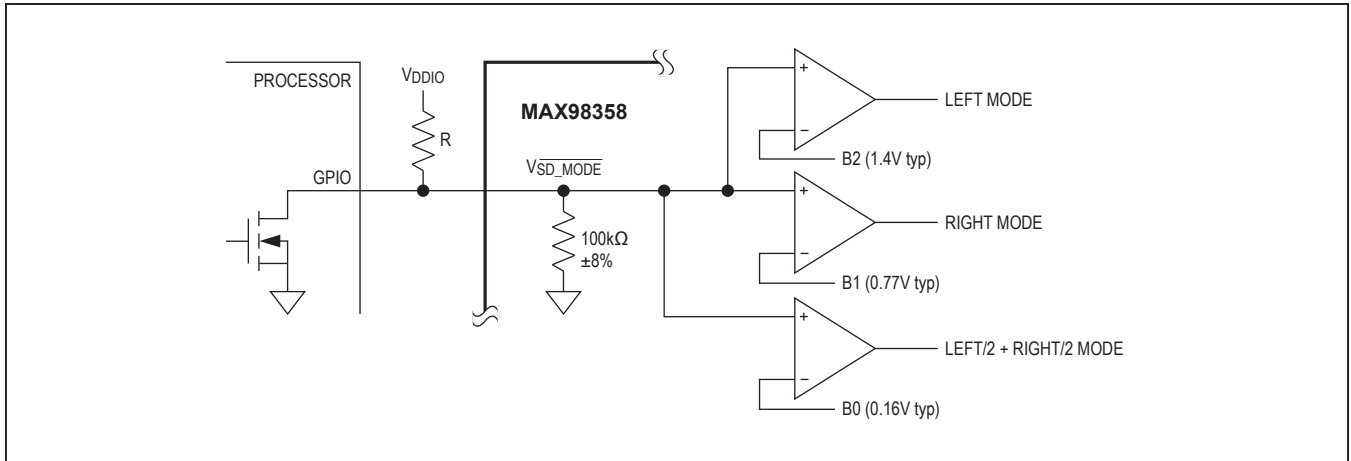 PROCESSOR
VDDIO
R
GPIO
MAX98358
VSD_MODE
100kΩ
±8%
+
−
LEFT MODE
B2 (1.4V typ)
+
−
RIGHT MODE
B1 (0.77V typ)
+
−
LEFT/2 + RIGHT/2 MODE
B0 (0.16V typ)